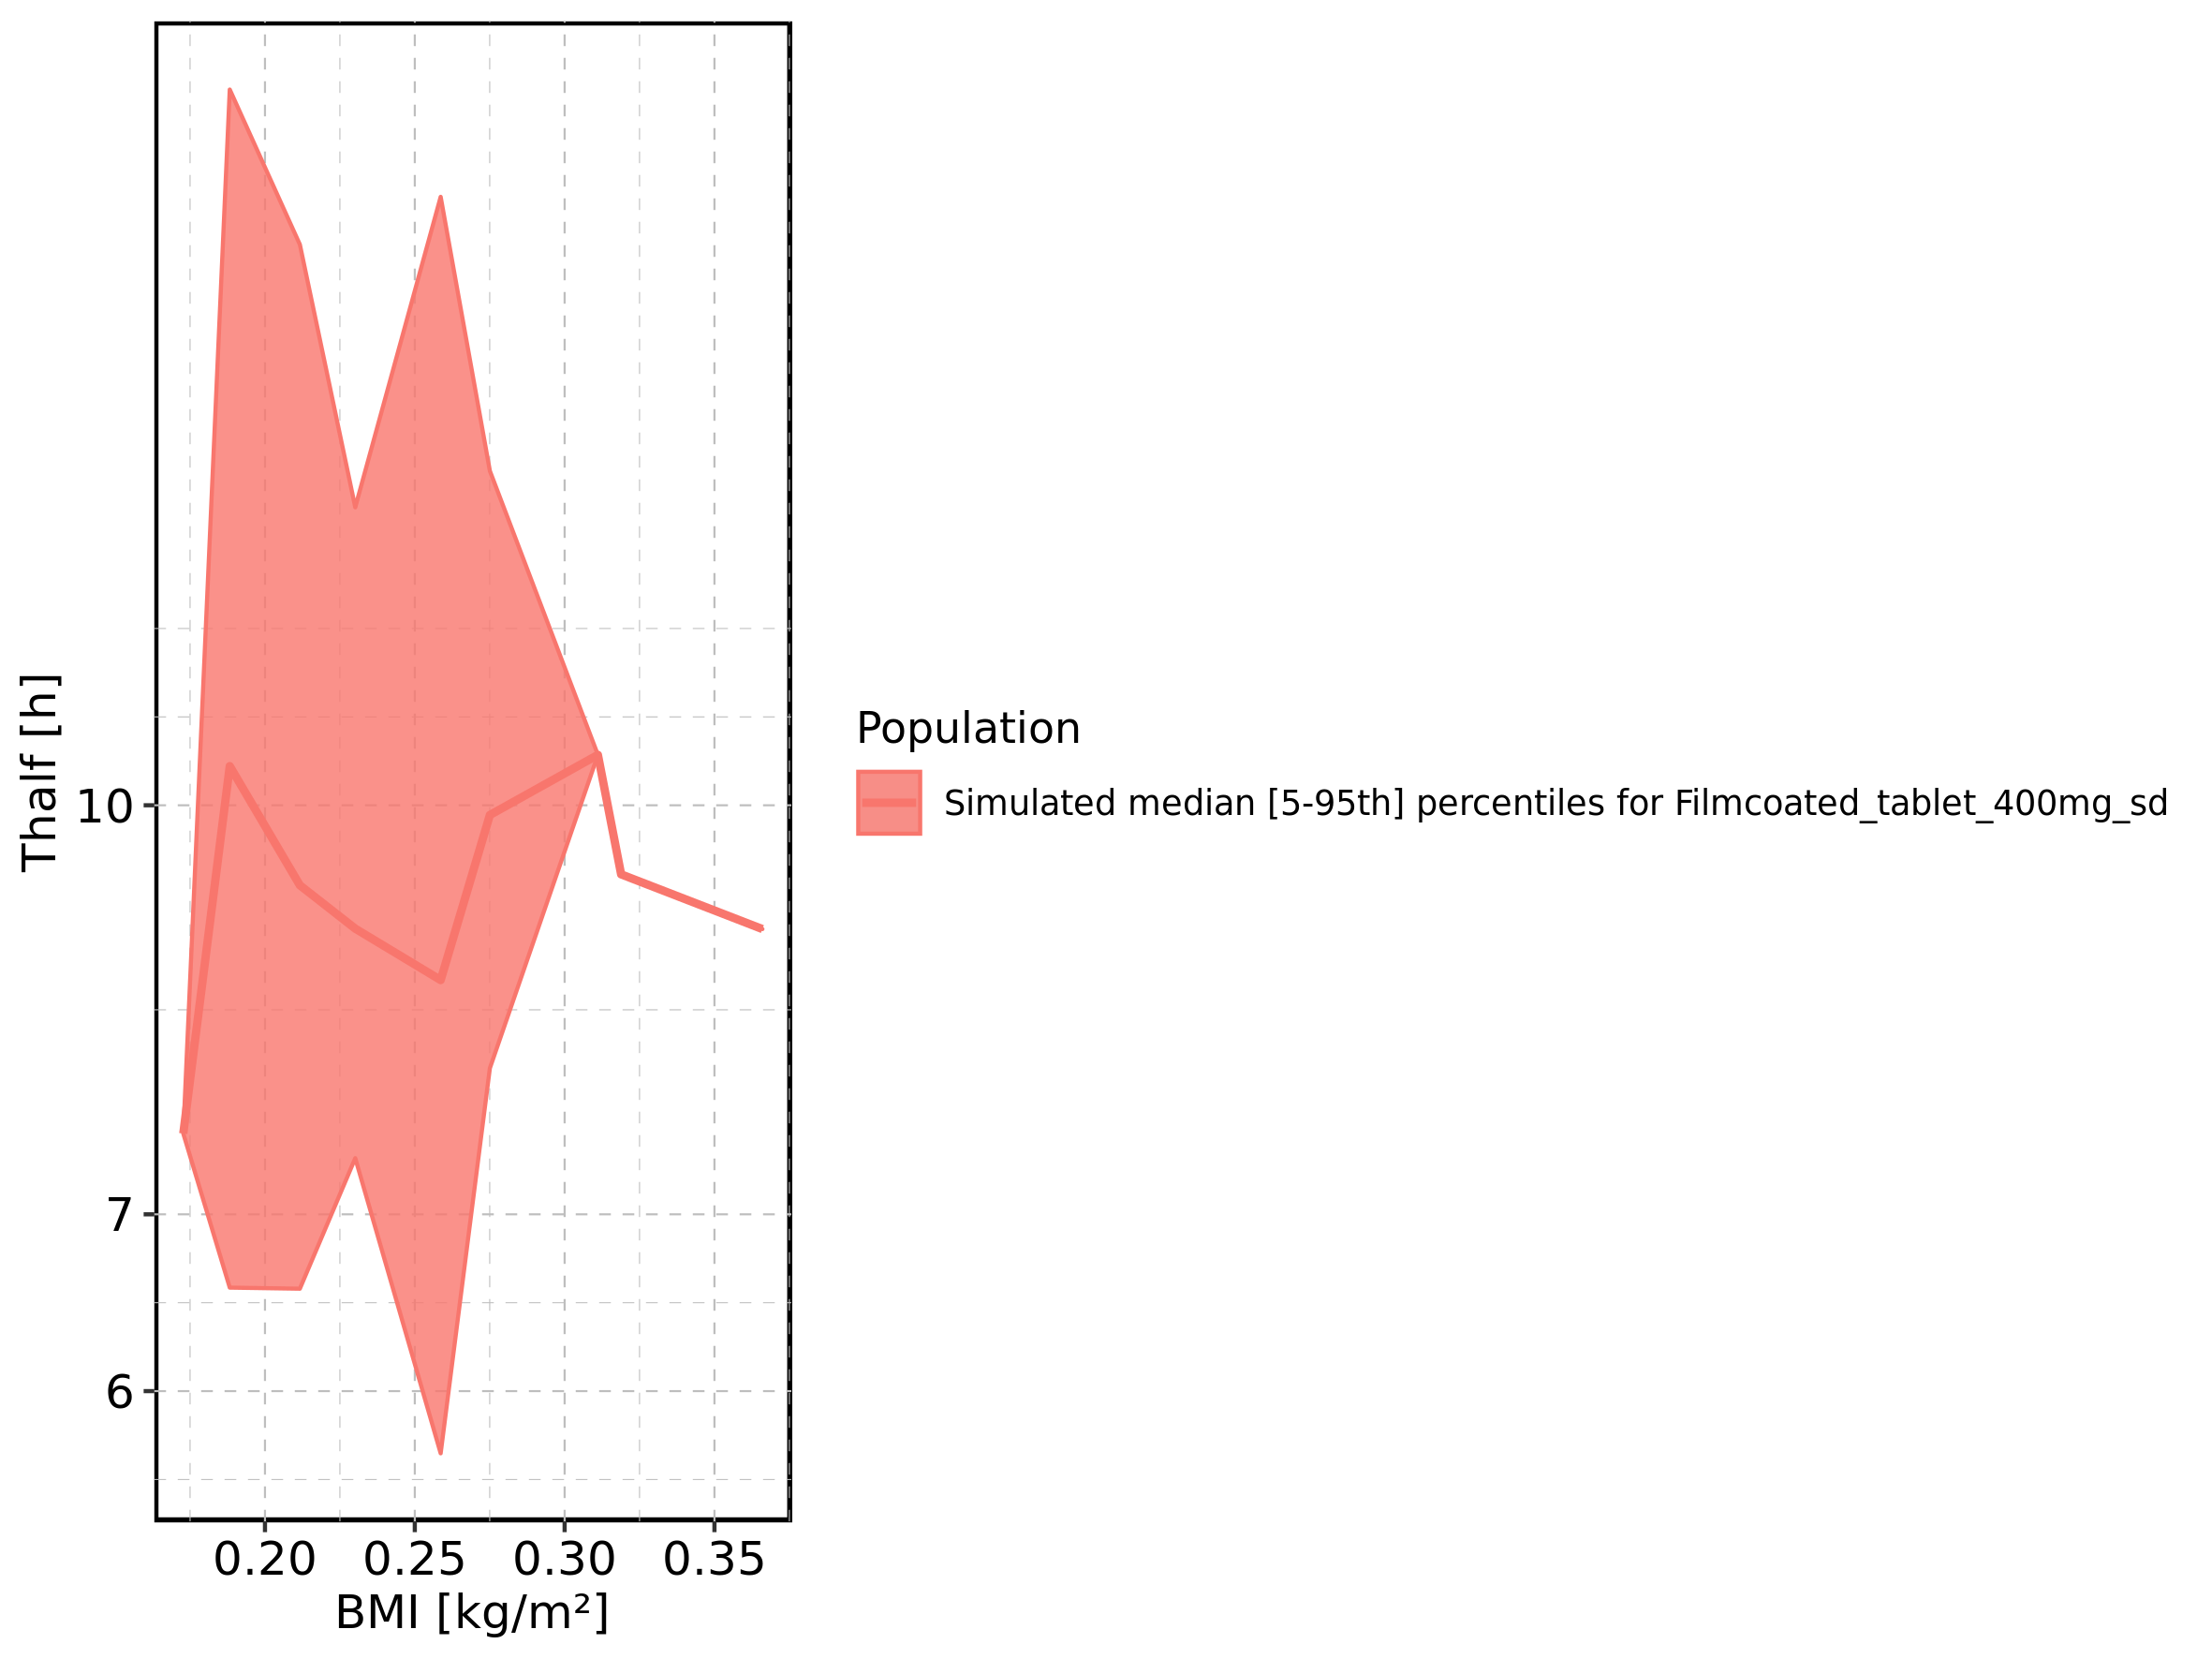 Thalf [h]
10
7
6
0.20 0.25 0.30 0.35
BMI [kg/m²]
Population
Simulated median [5-95th] percentiles for Filmcoated_tablet_400mg_sd